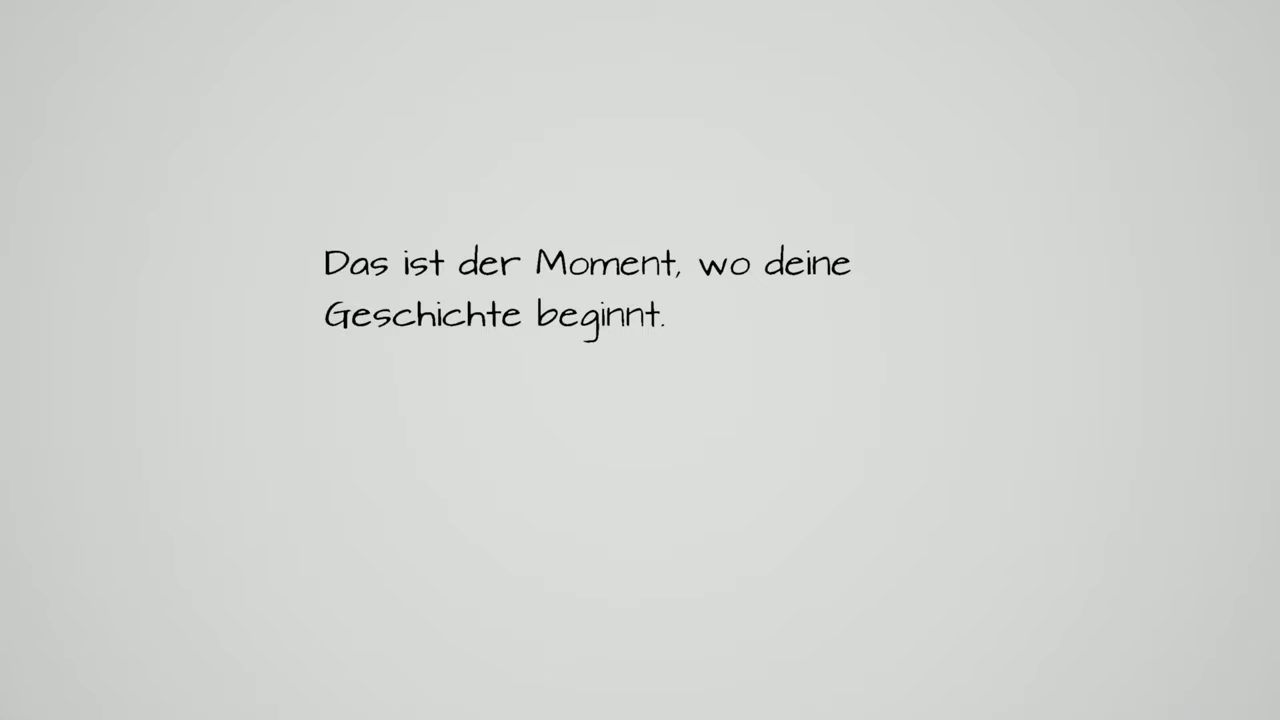 Das ist der Moment, wo deine
Geschichte beginnt.